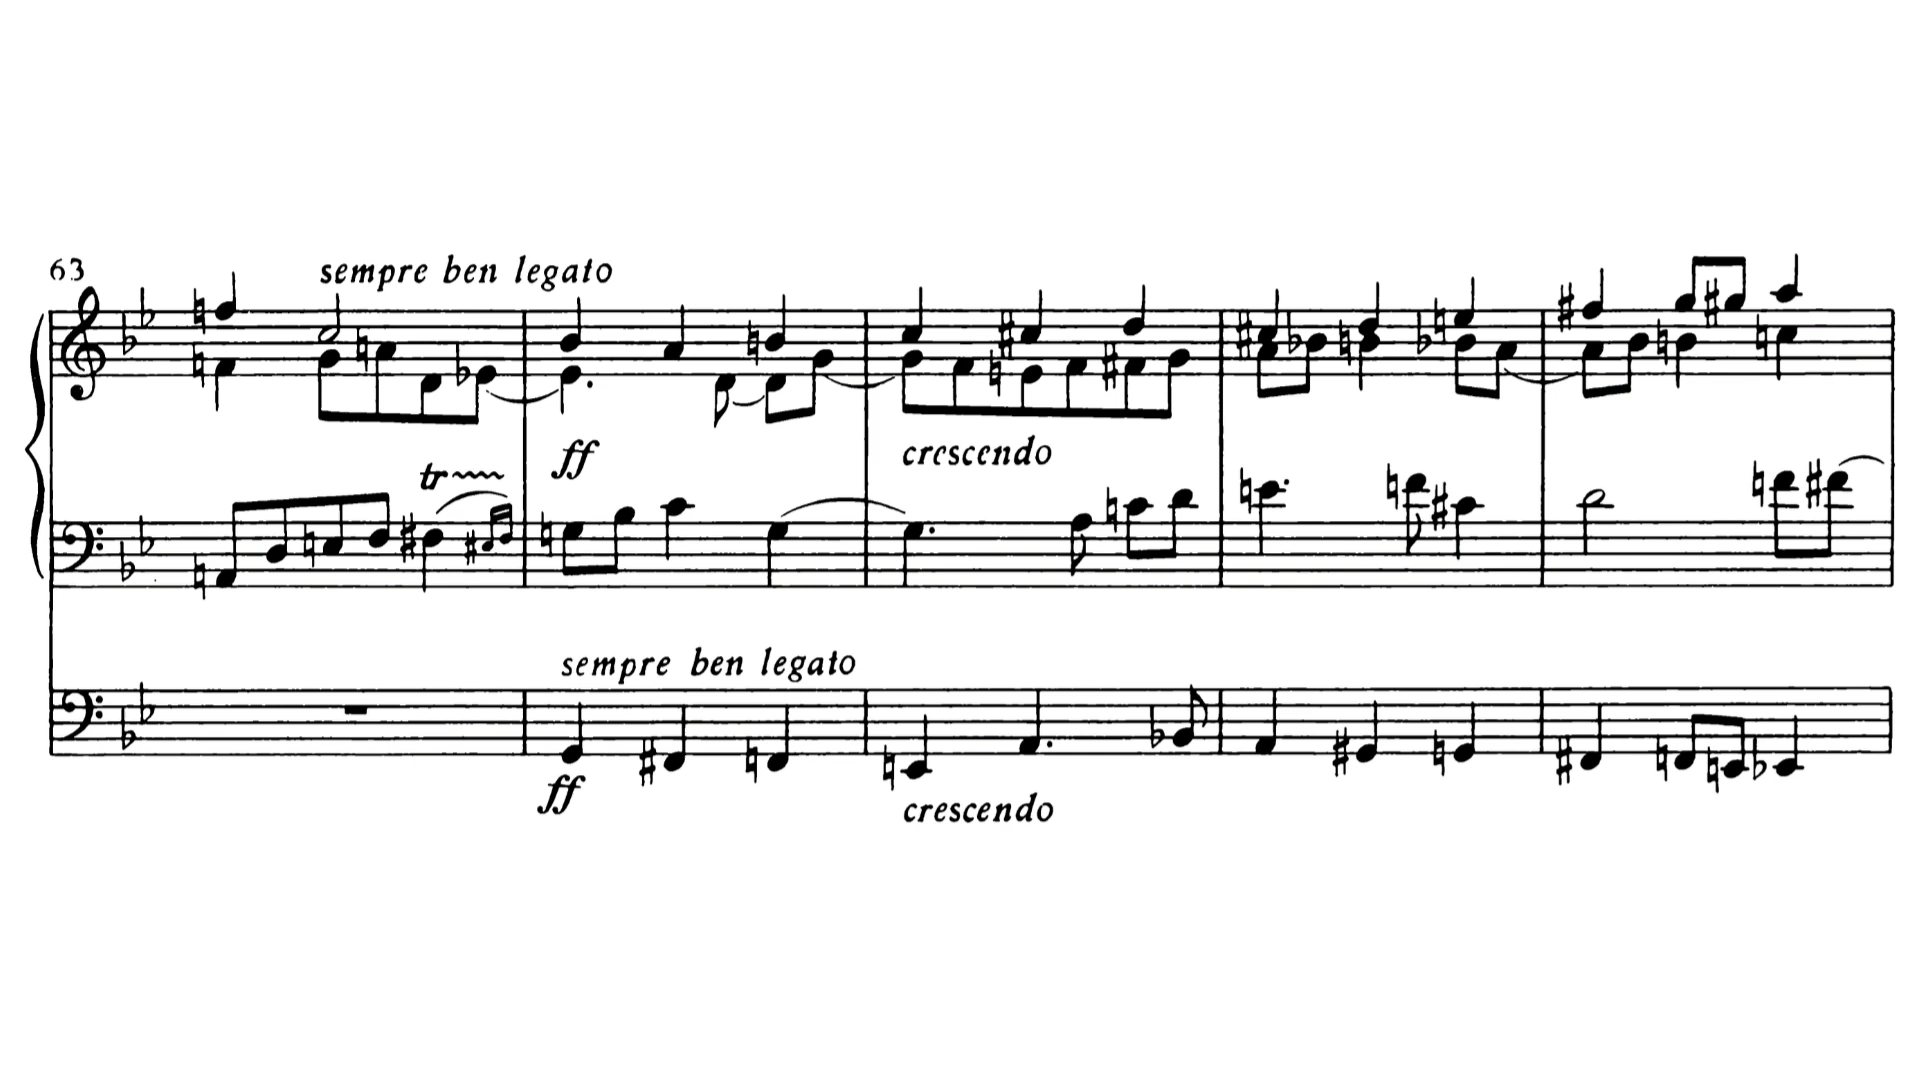 63
sempre ben legato
tr
ff
crescendo
sempre ben legato
ff
crescendo